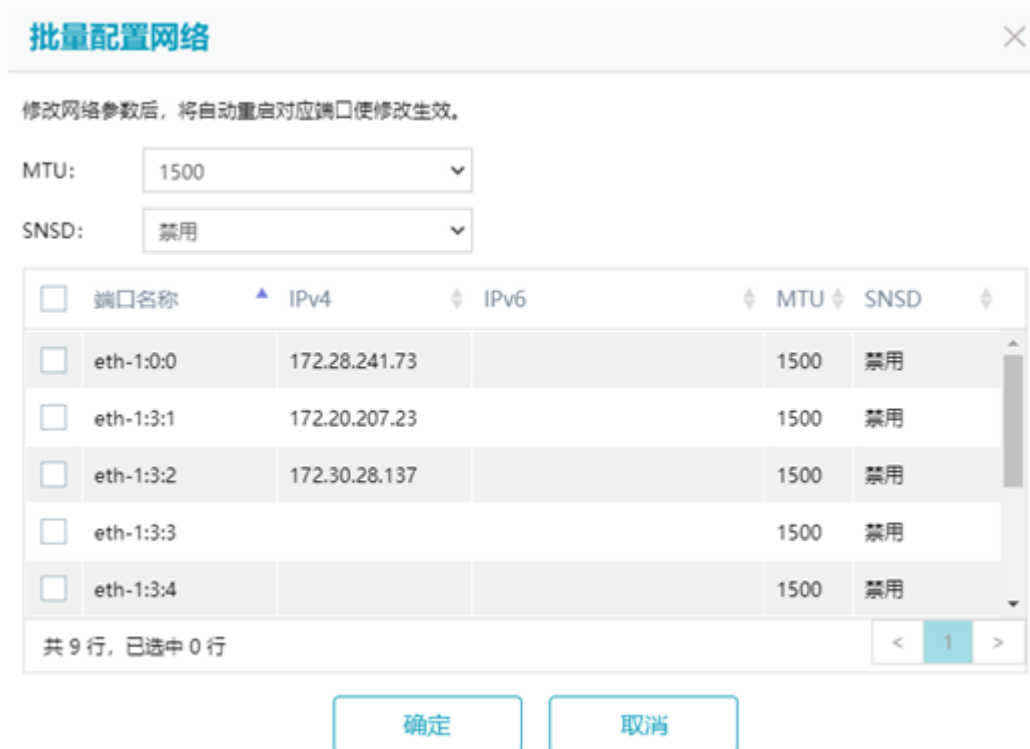 批量配置网络
修改网络参数后，将自动重启对应端口使修改生效。
MTU: 1500
SNSD: 禁用
端口名称 IPv4 IPv6 MTU SNSD
eth-1:0:0 172.28.241.73 1500 禁用
eth-1:3:1 172.20.207.23 1500 禁用
eth-1:3:2 172.30.28.137 1500 禁用
eth-1:3:3 1500 禁用
eth-1:3:4 1500 禁用
共 9 行，已选中 0 行 < 1 >
确定 取消